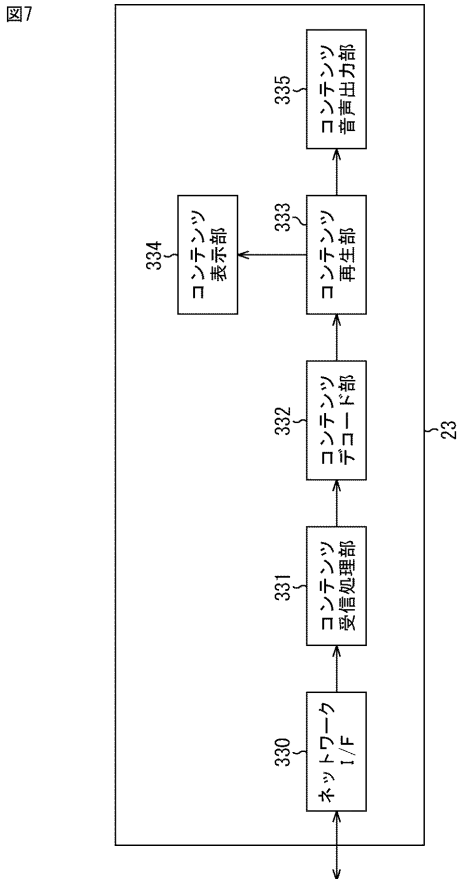 図7
335
コンテンツ
音声出力部
334
コンテンツ
表示部
333
コンテンツ
再生部
332
コンテンツ
デコード部
23
331
コンテンツ
受信処理部
330
ネットワーク
I/F